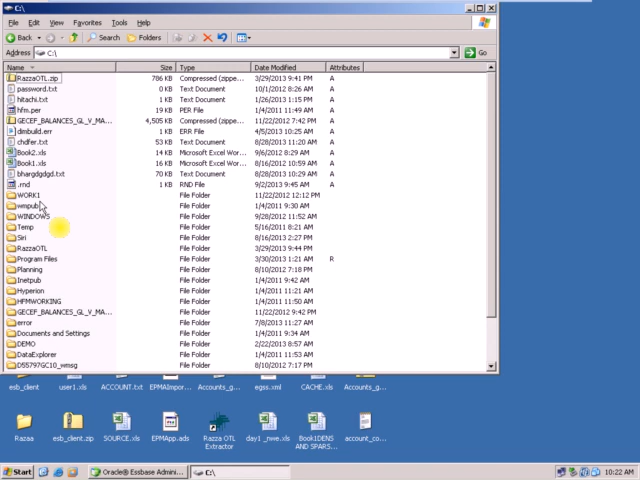 C:\
File Edit View Favorites Tools Help
Back Search Folders
Address C:\ Go
Name Size Type Date Modified Attributes
RazzaOTL.zip 786 KB Compressed (zippe... 3/29/2013 9:41 PM A
password.txt 0 KB Text Document 10/1/2012 8:26 AM A
hitachi.txt 1 KB Text Document 1/26/2013 1:15 PM A
hfm.per 19 KB PER File 1/4/2011 11:49 AM A
GECEF_BALANCES_GL_V_MA... 4,505 KB Compressed (zippe... 11/22/2012 7:42 PM A
dimbuild.err 1 KB ERR File 4/5/2013 10:25 AM A
chdfer.txt 53 KB Text Document 8/28/2013 11:20 AM A
Book2.xls 14 KB Microsoft Excel Wor... 9/6/2012 8:29 AM A
Book1.xls 16 KB Microsoft Excel Wor... 8/16/2012 10:59 AM A
bhargdgdgd.txt 70 KB Text Document 8/28/2013 10:29 AM A
.rnd 1 KB RND File 9/2/2013 9:45 AM A
WORK1 File Folder 11/22/2012 12:12 PM
wmpub File Folder 1/4/2011 9:30 AM
WINDOWS File Folder 9/28/2012 11:52 AM
Temp File Folder 5/16/2011 8:21 AM
Siri File Folder 8/16/2013 2:27 PM
RazzaOTL File Folder 3/29/2013 9:44 PM
Program Files File Folder 3/30/2013 1:21 AM R
Planning File Folder 8/10/2012 7:18 PM
Inetpub File Folder 1/4/2011 9:42 AM
Hyperion File Folder 1/4/2011 11:21 AM
HFMWORKING File Folder 1/4/2011 11:50 AM
GECEF_BALANCES_GL_V_MA... File Folder 11/22/2012 9:42 PM
error File Folder 7/8/2013 11:27 AM
Documents and Settings File Folder 1/4/2011 9:34 AM
DEMO File Folder 2/22/2013 8:57 AM
DataExplorer File Folder 1/4/2011 11:53 AM
D55797GC10_wmsg File Folder 8/10/2012 7:17 PM
esb_client user1.xls ACCOUNT.txt EPMAImpor... Accounts_g... egss.xml CACHE.xls Accounts_g...
Razaa esb_client.zip SOURCE.xls EPMApp.ads Razza OTL Extractor day1 _nwe.xls Book1DENS AND SPARS... account_co...
Start Oracle® Essbase Admini... C:\ 10:22 AM